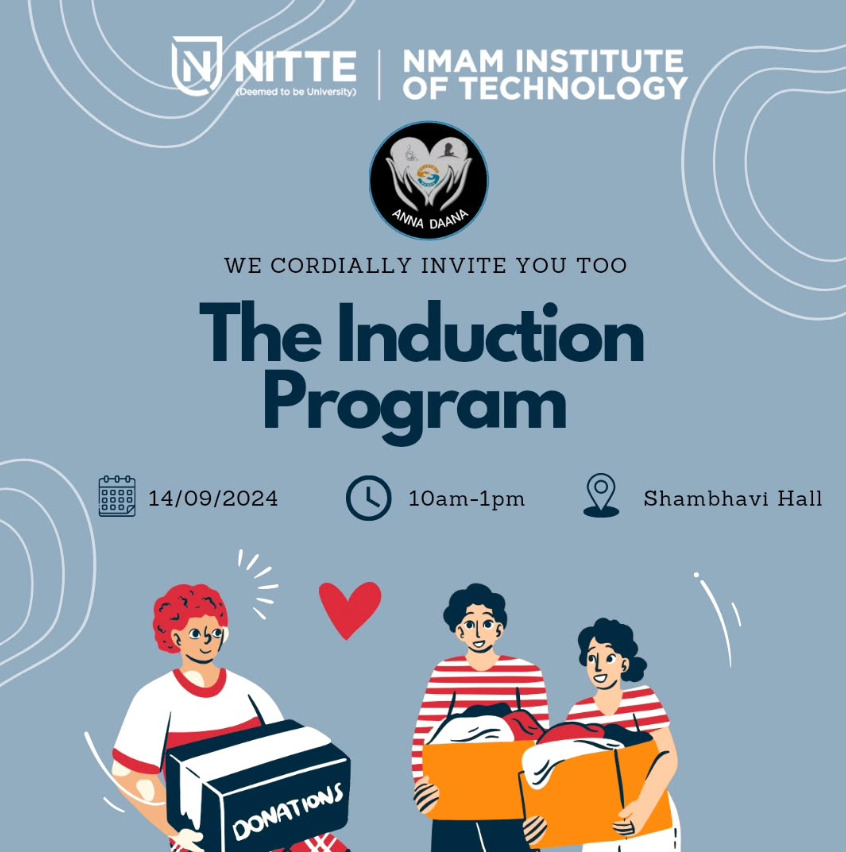 NITTE
(Deemed to be University)
NMAM INSTITUTE
OF TECHNOLOGY
ANNA DAANA
WE CORDIALLY INVITE YOU TOO
The Induction
Program
14/09/2024
10am-1pm
Shambhavi Hall
DONATIONS